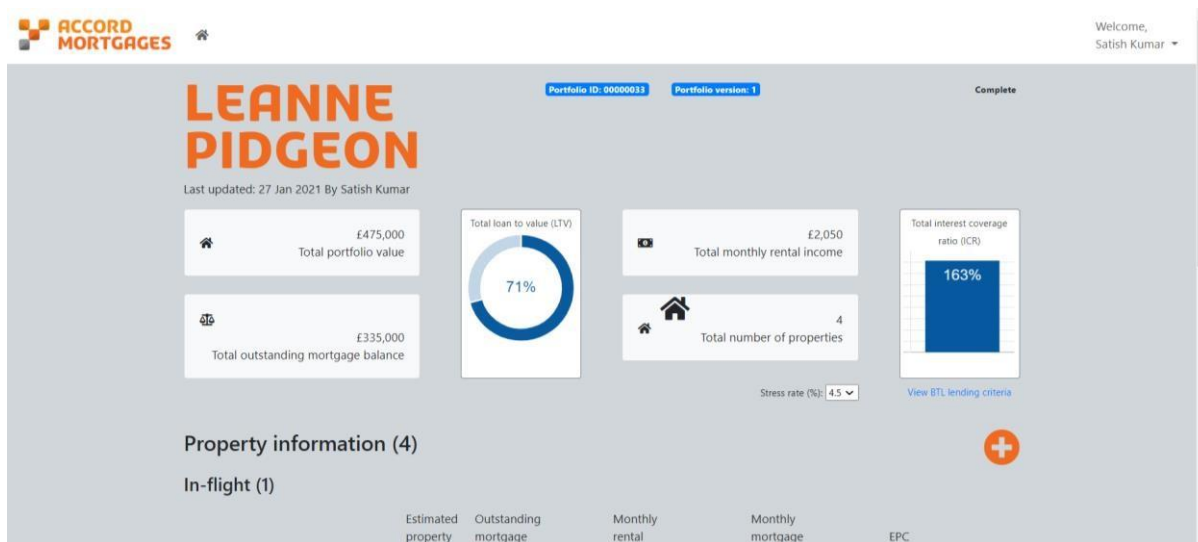 ACCORD
MORTGAGES
Welcome,
Satish Kumar
LEANNE
PIDGEON
Portfolio ID: 00000033
Portfolio version: 1
Complete
Last updated: 27 Jan 2021 By Satish Kumar
£475,000
Total portfolio value
Total loan to value (LTV)
71%
£2,050
Total monthly rental income
Total interest coverage
ratio (ICR)
163%
£335,000
Total outstanding mortgage balance
4
Total number of properties
Stress rate (%): 4.5
View BTL lending criteria
Property information (4)
In-flight (1)
Estimated
property
Outstanding
mortgage
Monthly
rental
Monthly
mortgage
EPC